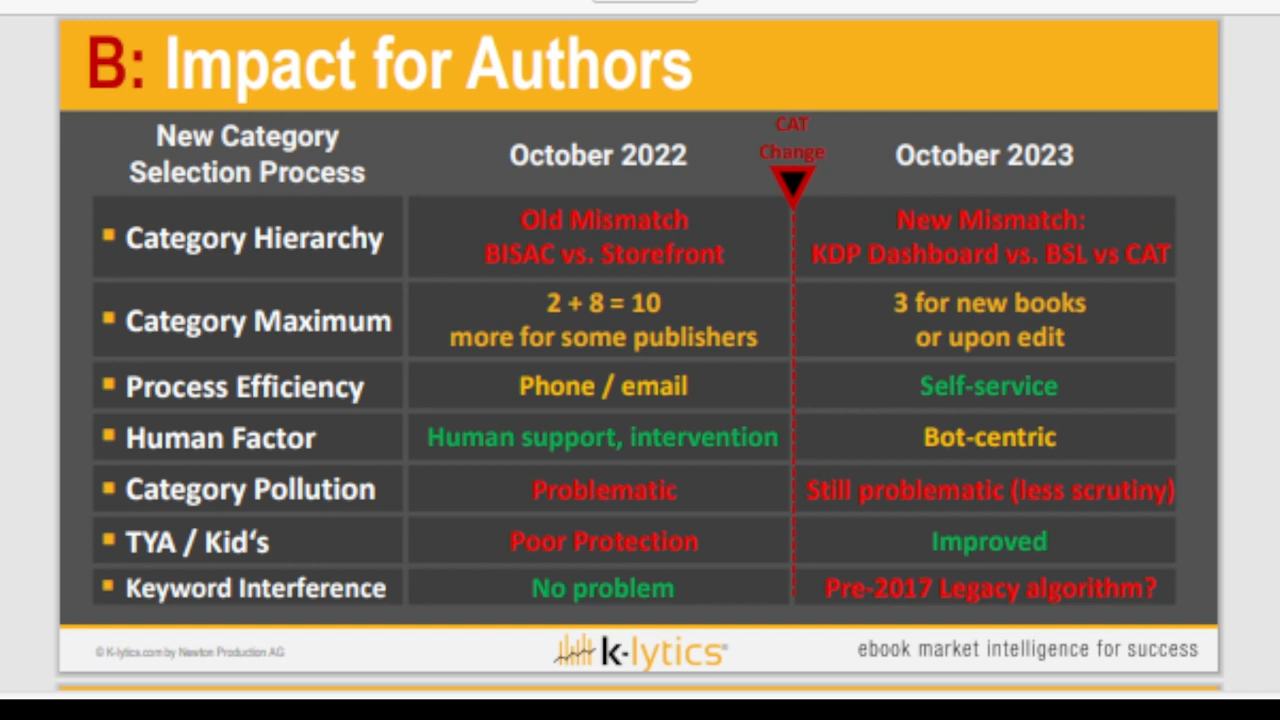 B: Impact for Authors
New Category
Selection Process
October 2022
CAT
Change
October 2023
Category Hierarchy
Old Mismatch
BISAC vs. Storefront
New Mismatch:
KDP Dashboard vs. BSL vs CAT
Category Maximum
2 + 8 = 10
more for some publishers
3 for new books
or upon edit
Process Efficiency
Phone / email
Self-service
Human Factor
Human support, intervention
Bot-centric
Category Pollution
Problematic
Still problematic (less scrutiny)
TYA / Kid‘s
Poor Protection
Improved
Keyword Interference
No problem
Pre-2017 Legacy algorithm?
© K-lytics.com by Newton Production AG
k-lytics®
ebook market intelligence for success